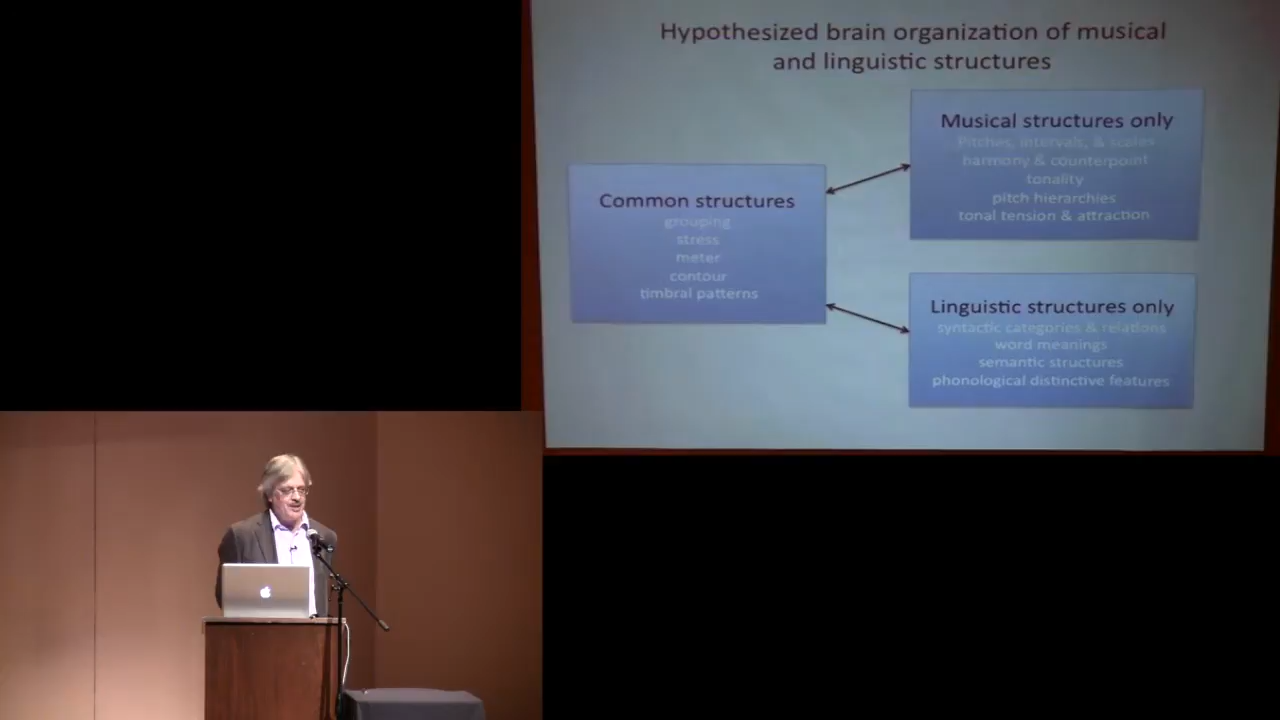 Hypothesized brain organization of musical
and linguistic structures
Common structures
grouping
stress
meter
contour
timbral patterns
Musical structures only
Pitches, intervals, & scales
harmony & counterpoint
tonality
pitch hierarchies
tonal tension & attraction
Linguistic structures only
syntactic categories & relations
word meanings
semantic structures
phonological distinctive features